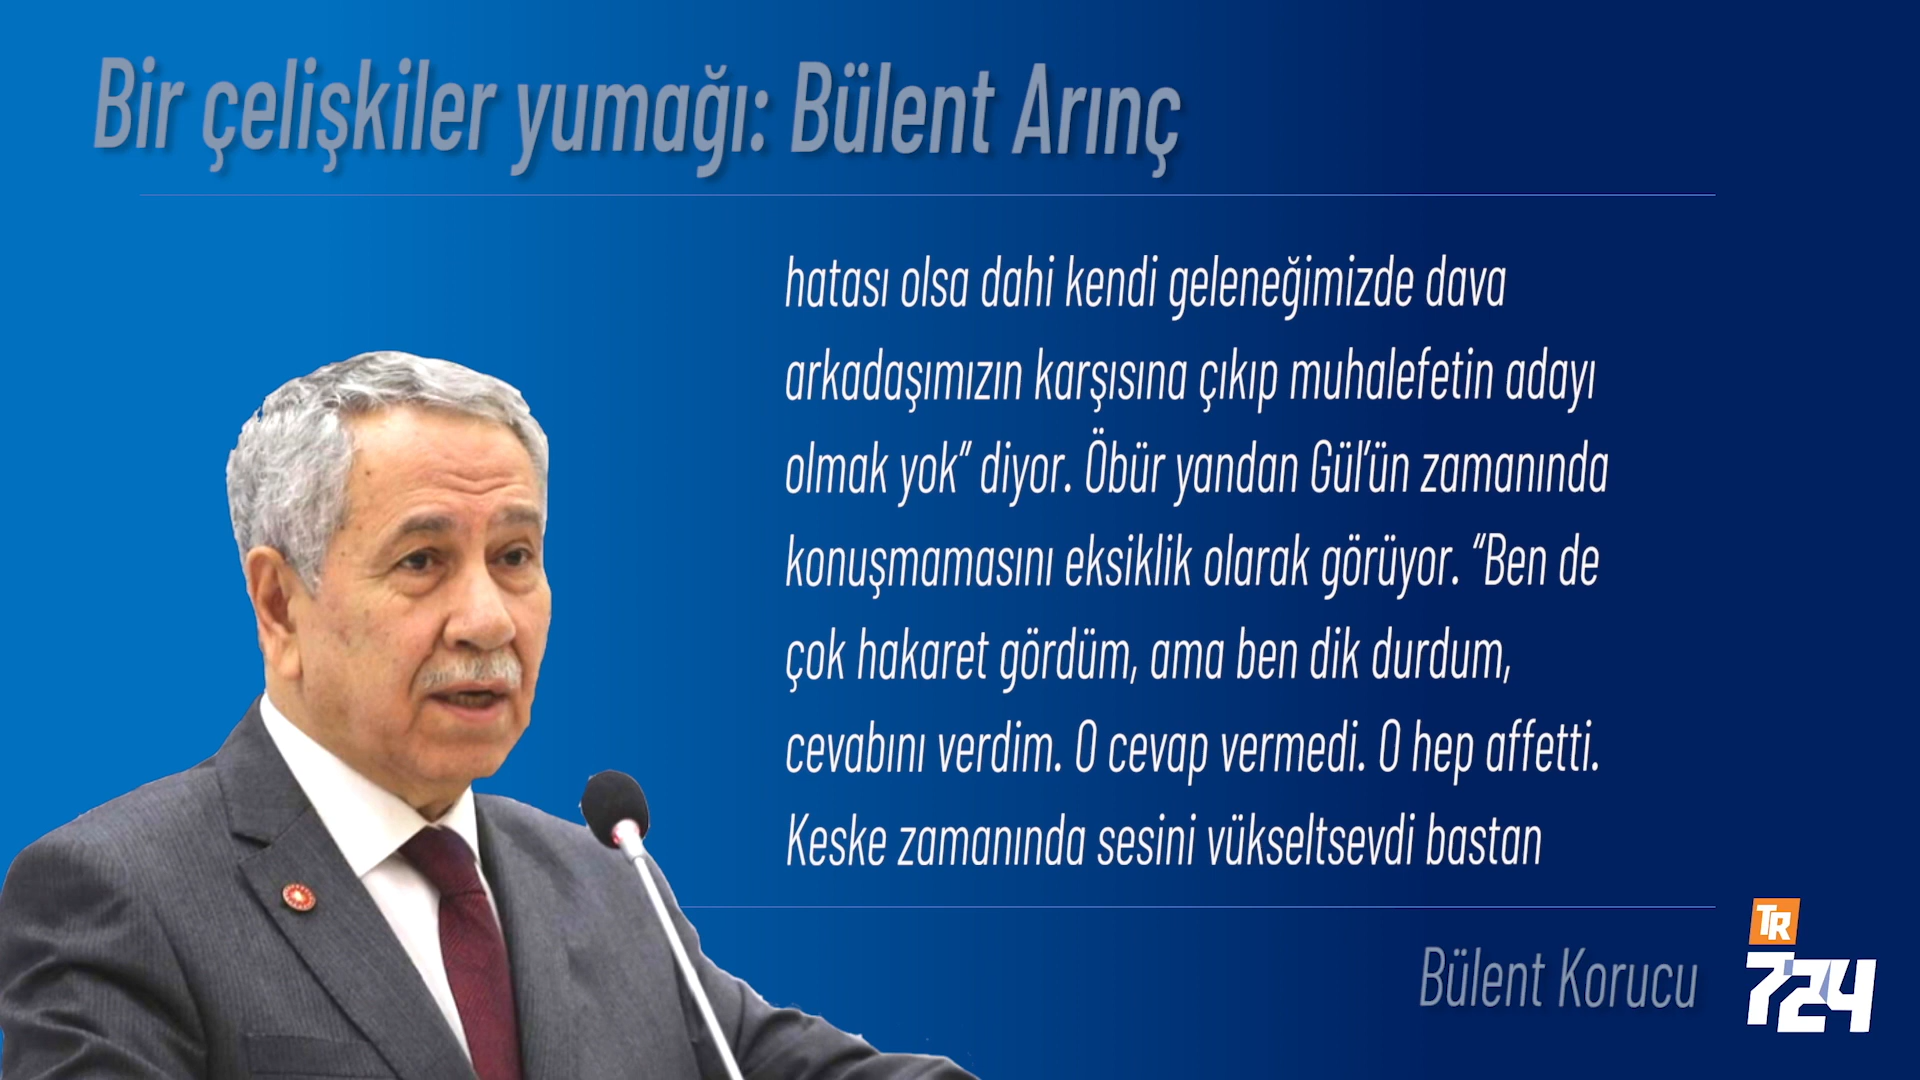 Bir çelişkiler yumağı: Bülent Arınç
hatası olsa dahi kendi geleneğimizde dava
arkadaşımızın karşısına çıkıp muhalefetin adayı
olmak yok” diyor. Öbür yandan Gül’ün zamanında
konuşmamasını eksiklik olarak görüyor. “Ben de
çok hakaret gördüm, ama ben dik durdum,
cevabını verdim. O cevap vermedi. O hep affetti.
Keske zamanında sesini vükseltsevdi bastan
Bülent Korucu
TR
724